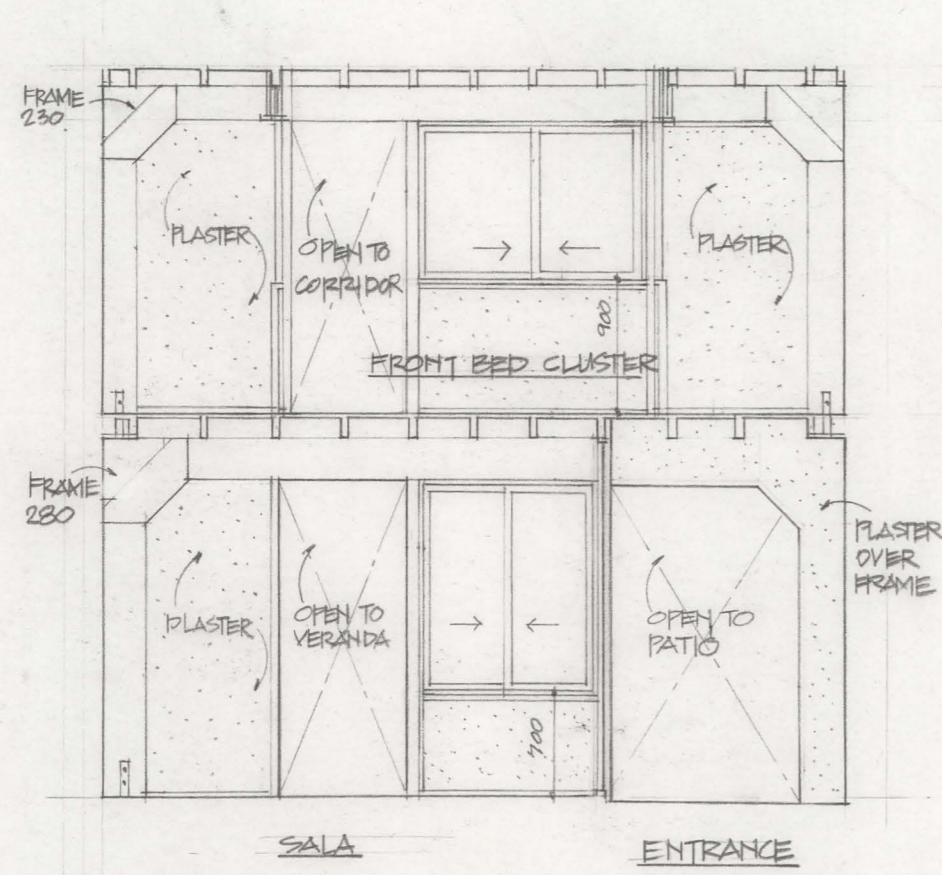 FRAME
230
PLASTER
OPEN TO
CORRIDOR
PLASTER
900
FRONT BED CLUSTER
FRAME
280
PLASTER
OPEN TO
VERANDA
700
OPEN TO
PATIO
PLASTER
OVER
FRAME
SALA
ENTRANCE